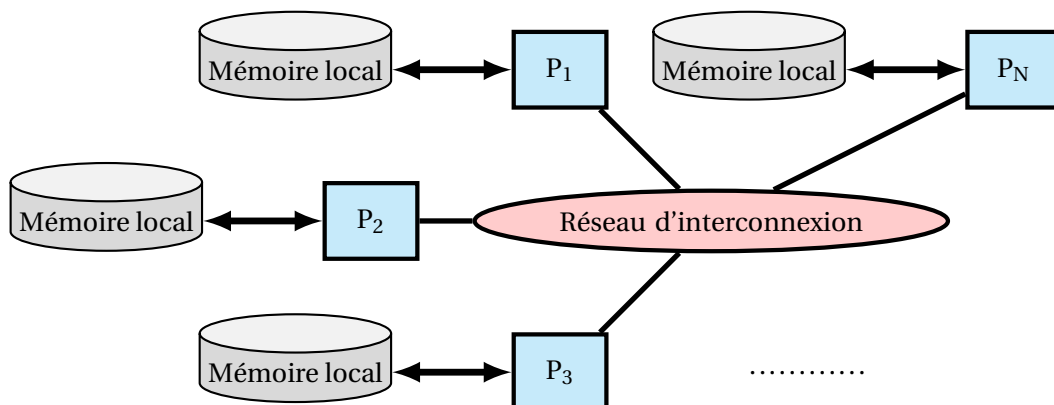 Mémoire local
P1
Mémoire local
PN
Mémoire local
P2
Réseau d'interconnexion
Mémoire local
P3
............